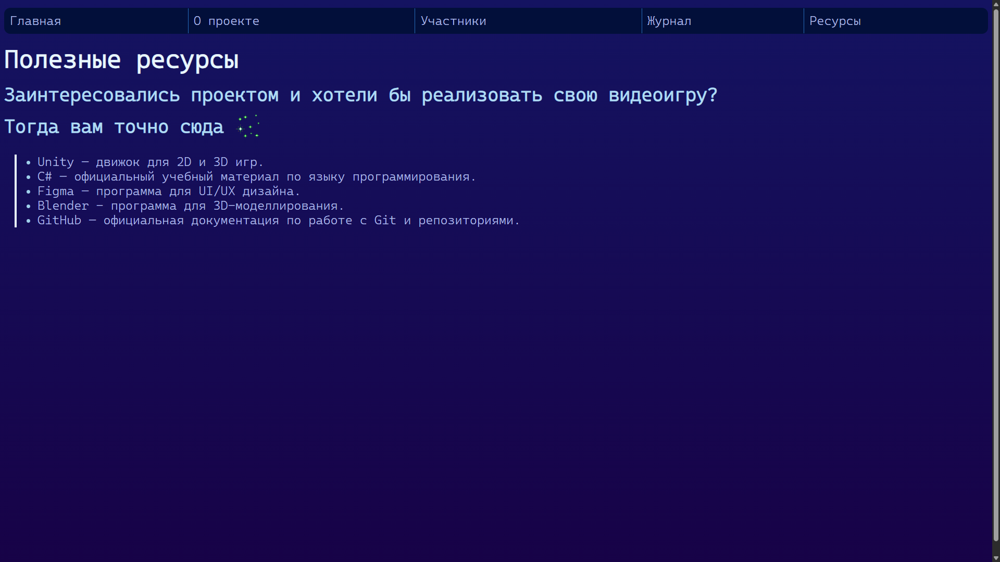 Главная
О проекте
Участники
Журнал
Ресурсы
Полезные ресурсы
Заинтересовались проектом и хотели бы реализовать свою видеоигру?
Тогда вам точно сюда
• Unity — движок для 2D и 3D игр.
• C# — официальный учебный материал по языку программирования.
• Figma — программа для UI/UX дизайна.
• Blender - программа для 3D-моделлирования.
• GitHub — официальная документация по работе с Git и репозиториями.